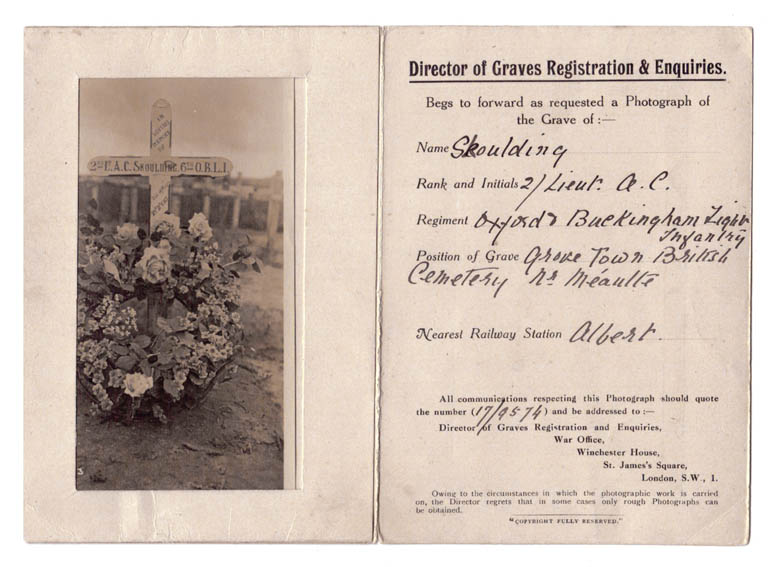 IN
LOVING
MEMORY
OF
2ND LT. A.C. SKOULDING. 6TH O.B.L.I.
Director of Graves Registration & Enquiries.
Begs to forward as requested a Photograph of
the Grave of :—
Name Skoulding
Rank and Initials 2/Lieut. A.C.
Regiment Oxford & Buckingham Light
Infantry
Position of Grave Grove Town British
Cemetery nr Méaulte
Nearest Railway Station Albert.
All communications respecting this Photograph should quote
the number (17/9574) and be addressed to :—
Director of Graves Registration and Enquiries,
War Office,
Winchester House,
St. James's Square,
London, S.W., 1.
Owing to the circumstances in which the photographic work is carried
on, the Director regrets that in some cases only rough Photographs can
be obtained.
"COPYRIGHT FULLY RESERVED."